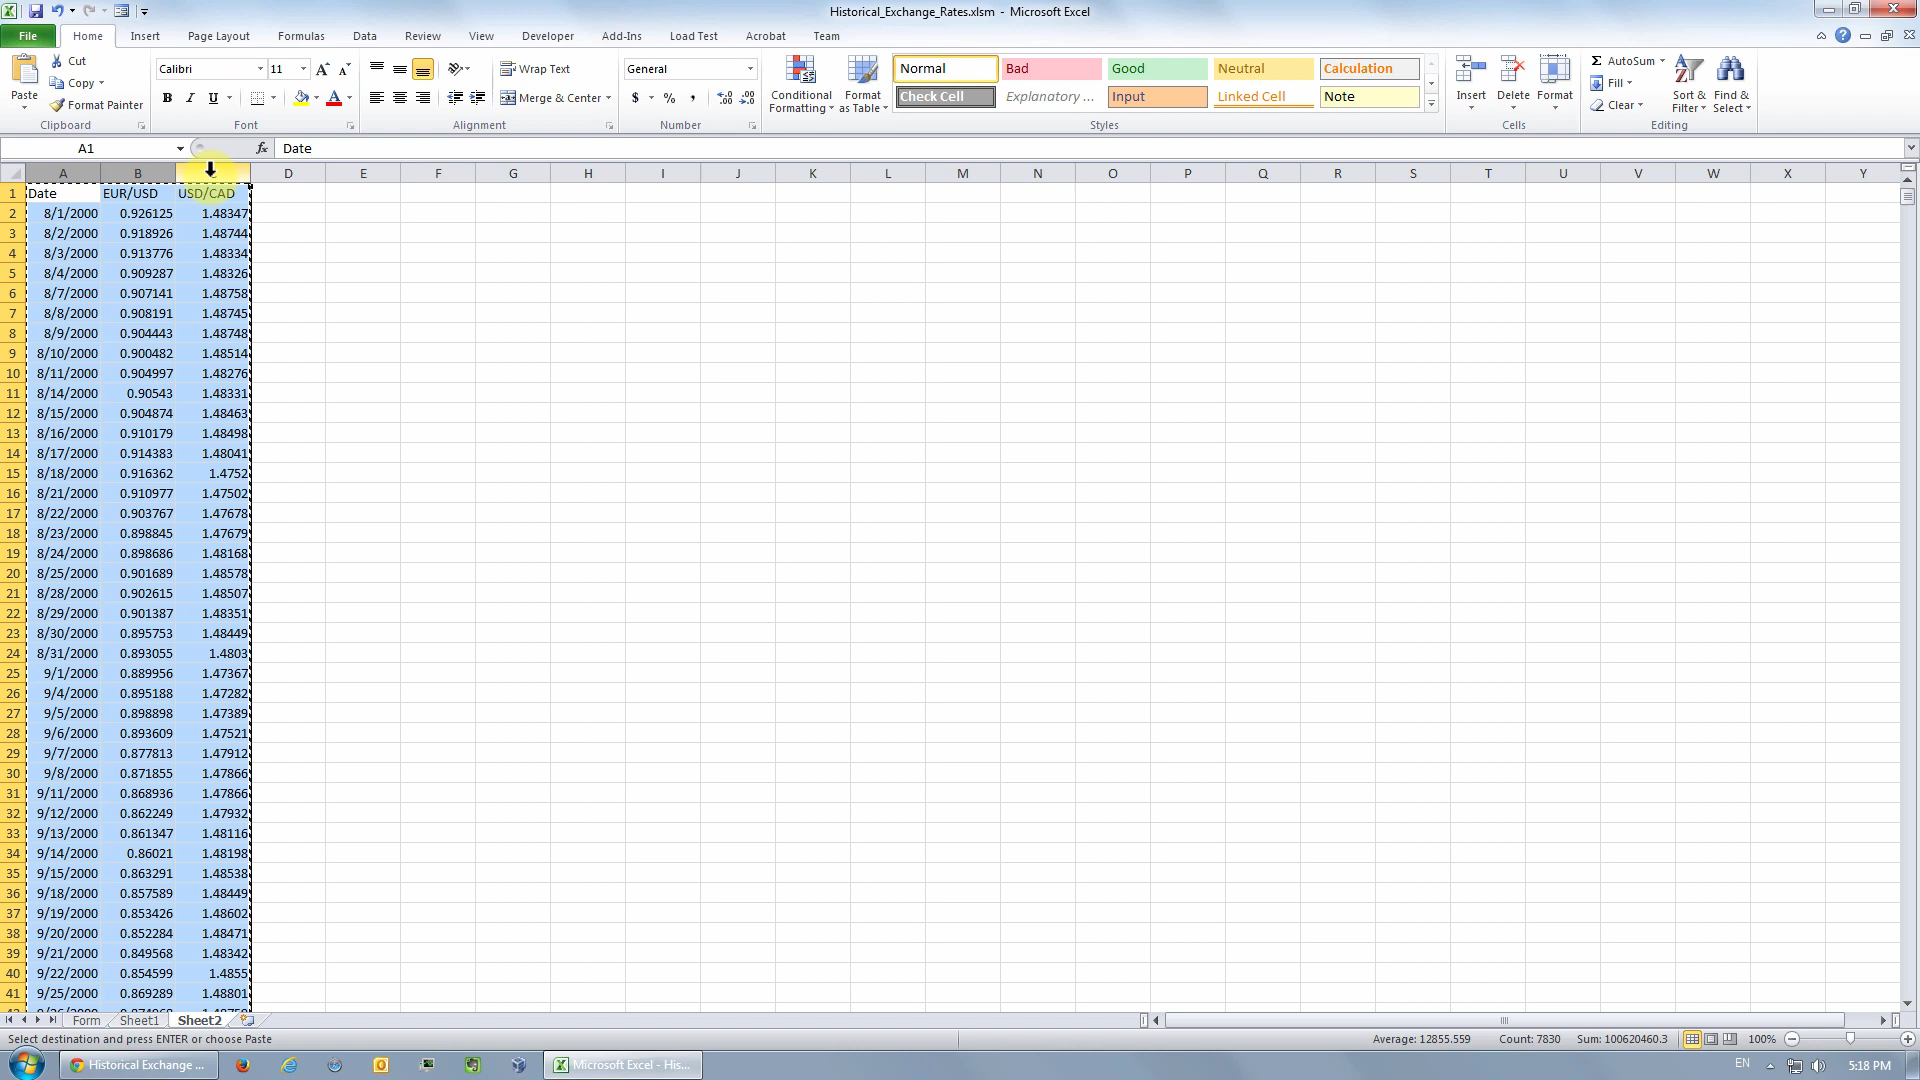 Historical_Exchange_Rates.xlsm - Microsoft Excel
File Home Insert Page Layout Formulas Data Review View Developer Add-Ins Load Test Acrobat Team
Paste Cut Copy Format Painter Clipboard
Calibri 11 B I U Font
Wrap Text Merge & Center Alignment
General $ % , Number
Conditional Formatting Format as Table
Normal Bad Good Neutral Calculation
Check Cell Explanatory ... Input Linked Cell Note
Styles
Insert Delete Format Cells
Σ AutoSum Fill Clear Sort & Filter Find & Select Editing
A1 fx Date
A B D E F G H I J K L M N O P Q R S T U V W X Y
1 Date EUR/USD USD/CAD
2 8/1/2000 0.926125 1.48347
3 8/2/2000 0.918926 1.48744
4 8/3/2000 0.913776 1.48334
5 8/4/2000 0.909287 1.48326
6 8/7/2000 0.907141 1.48758
7 8/8/2000 0.908191 1.48745
8 8/9/2000 0.904443 1.48748
9 8/10/2000 0.900482 1.48514
10 8/11/2000 0.904997 1.48276
11 8/14/2000 0.90543 1.48331
12 8/15/2000 0.904874 1.48463
13 8/16/2000 0.910179 1.48498
14 8/17/2000 0.914383 1.48041
15 8/18/2000 0.916362 1.4752
16 8/21/2000 0.910977 1.47502
17 8/22/2000 0.903767 1.47678
18 8/23/2000 0.898845 1.47679
19 8/24/2000 0.898686 1.48168
20 8/25/2000 0.901689 1.48578
21 8/28/2000 0.902615 1.48507
22 8/29/2000 0.901387 1.48351
23 8/30/2000 0.895753 1.48449
24 8/31/2000 0.893055 1.4803
25 9/1/2000 0.889956 1.47367
26 9/4/2000 0.895188 1.47282
27 9/5/2000 0.898898 1.47389
28 9/6/2000 0.893609 1.47521
29 9/7/2000 0.877813 1.47912
30 9/8/2000 0.871855 1.47866
31 9/11/2000 0.868936 1.47866
32 9/12/2000 0.862249 1.47932
33 9/13/2000 0.861347 1.48116
34 9/14/2000 0.86021 1.48198
35 9/15/2000 0.863291 1.48538
36 9/18/2000 0.857589 1.48449
37 9/19/2000 0.853426 1.48602
38 9/20/2000 0.852284 1.48471
39 9/21/2000 0.849568 1.48342
40 9/22/2000 0.854599 1.4855
41 9/25/2000 0.869289 1.48801
Form Sheet1 Sheet2
Select destination and press ENTER or choose Paste Average: 12855.559 Count: 7830 Sum: 100620460.3 100%
Historical Exchange ... Microsoft Excel - His... EN 5:18 PM